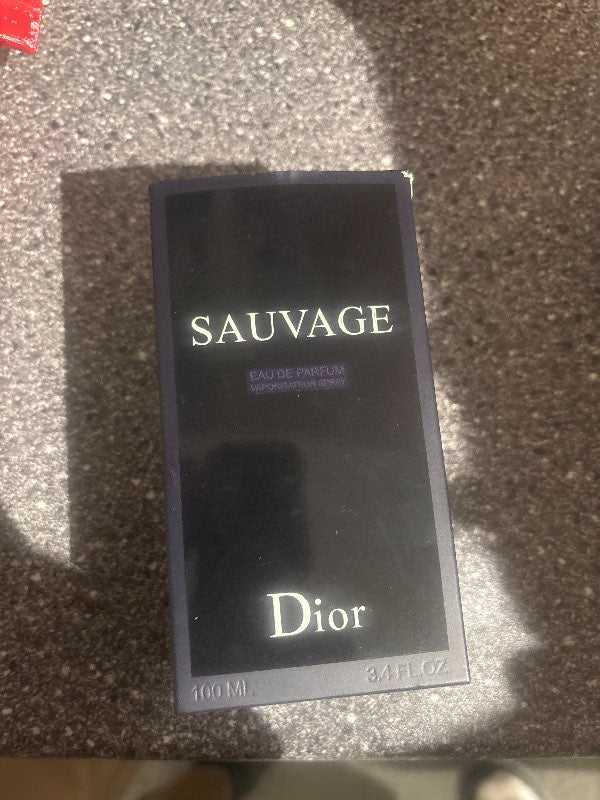 SAUVAGE
EAU DE PARFUM
VAPORISATEUR SPRAY
Dior
100 ML 3.4 FL.OZ